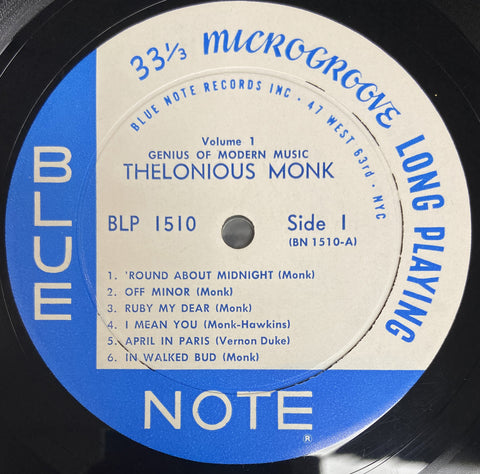 33 1/3 MICROGROOVE LONG PLAYING
BLUE NOTE RECORDS INC • 47 WEST 63rd • NYC
Volume 1
GENIUS OF MODERN MUSIC
THELONIOUS MONK
BLP 1510
Side 1
(BN 1510-A)
1. 'ROUND ABOUT MIDNIGHT (Monk)
2. OFF MINOR (Monk)
3. RUBY MY DEAR (Monk)
4. I MEAN YOU (Monk-Hawkins)
5. APRIL IN PARIS (Vernon Duke)
6. IN WALKED BUD (Monk)
BLUE
NOTE
®